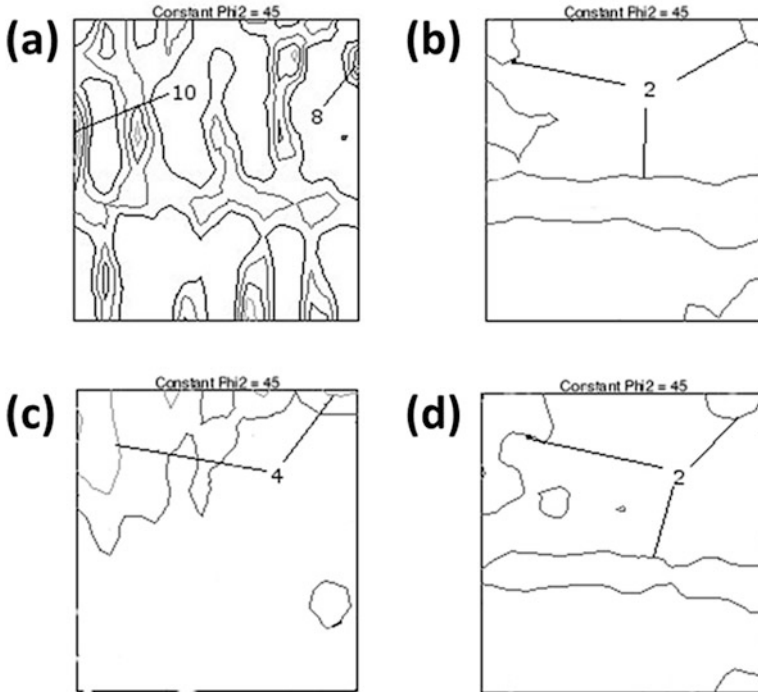 (a)
Constant Phi2 = 45
10
8
(b)
Constant Phi2 = 45
2
(c)
Constant Phi2 = 45
4
(d)
Constant Phi2 = 45
2